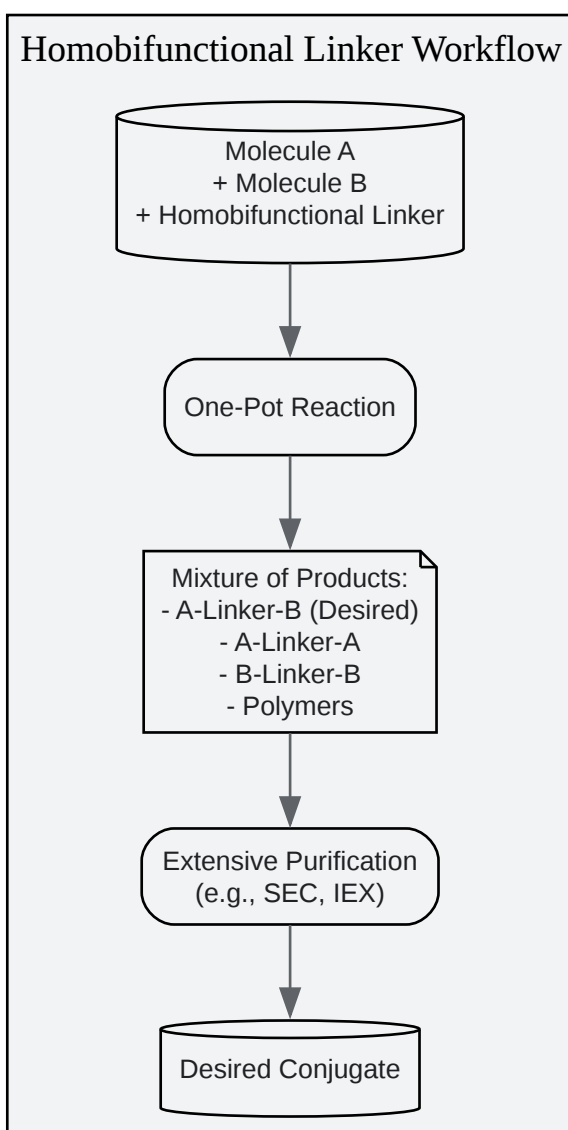 Homobifunctional Linker Workflow
Molecule A
+ Molecule B
+ Homobifunctional Linker
One-Pot Reaction
Mixture of Products:
- A-Linker-B (Desired)
- A-Linker-A
- B-Linker-B
- Polymers
Extensive Purification
(e.g., SEC, IEX)
Desired Conjugate